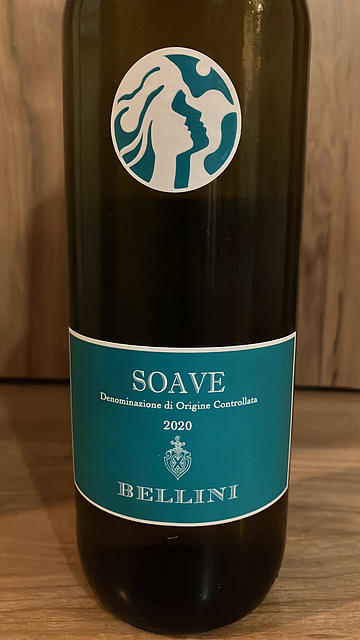 SOAVE
Denominazione di Origine Controllata
2020
BELLINI